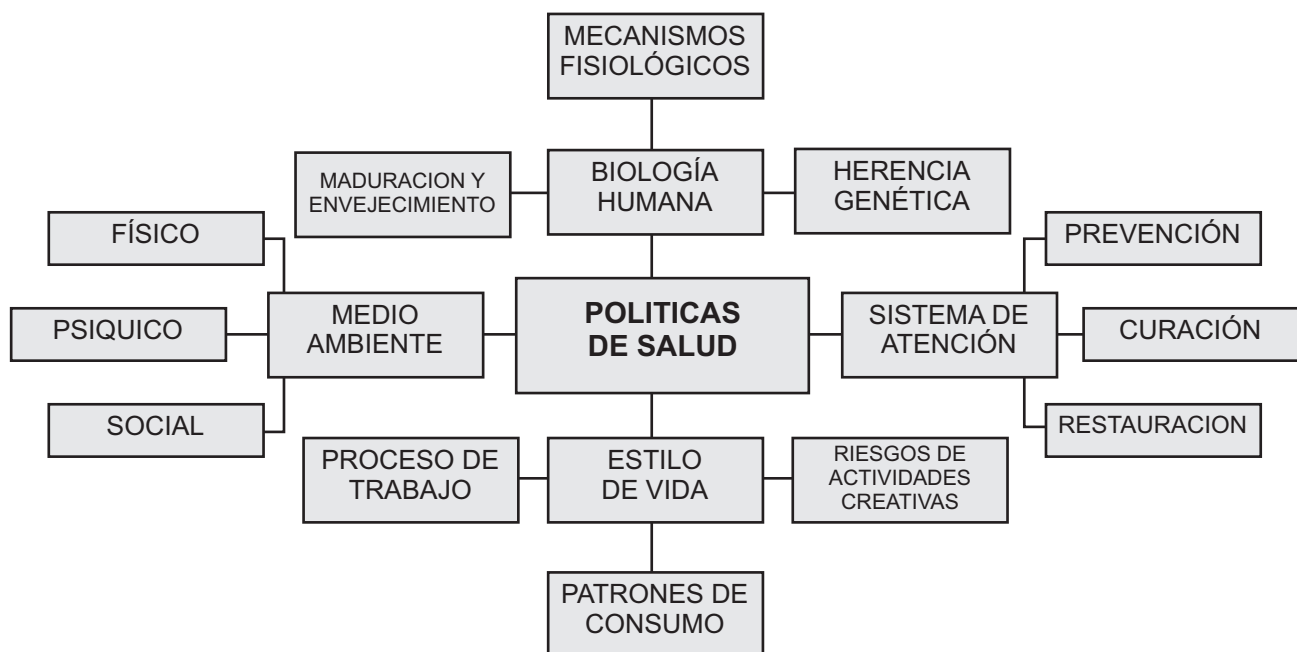 MECANISMOS
FISIOLÓGICOS
MADURACION Y
ENVEJECIMIENTO
BIOLOGÍA
HUMANA
HERENCIA
GENÉTICA
FÍSICO
PREVENCIÓN
PSIQUICO
MEDIO
AMBIENTE
POLITICAS
DE SALUD
SISTEMA DE
ATENCIÓN
CURACIÓN
SOCIAL
RESTAURACION
PROCESO DE
TRABAJO
ESTILO
DE VIDA
RIESGOS DE
ACTIVIDADES
CREATIVAS
PATRONES DE
CONSUMO